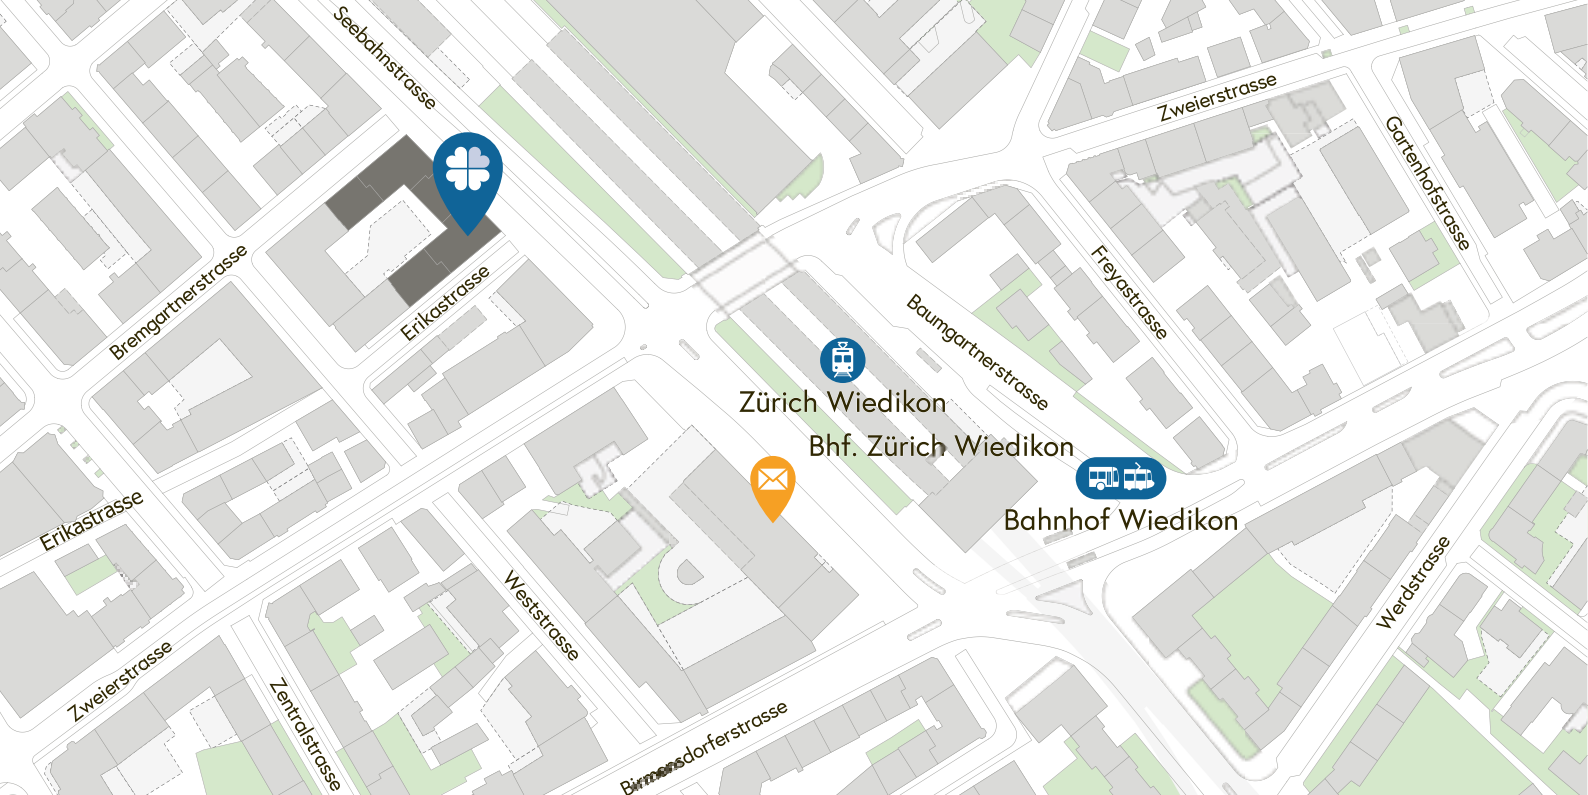 Seebahnstrasse
Zweierstrasse
Gartenhofstrasse
Bremgartnerstrasse
Erikastrasse
Freyastrasse
Baumgartnerstrasse
Zürich Wiedikon
Bhf. Zürich Wiedikon
Bahnhof Wiedikon
Erikastrasse
Weststrasse
Werdstrasse
Zweierstrasse
Zentralstrasse
Birmensdorferstrasse